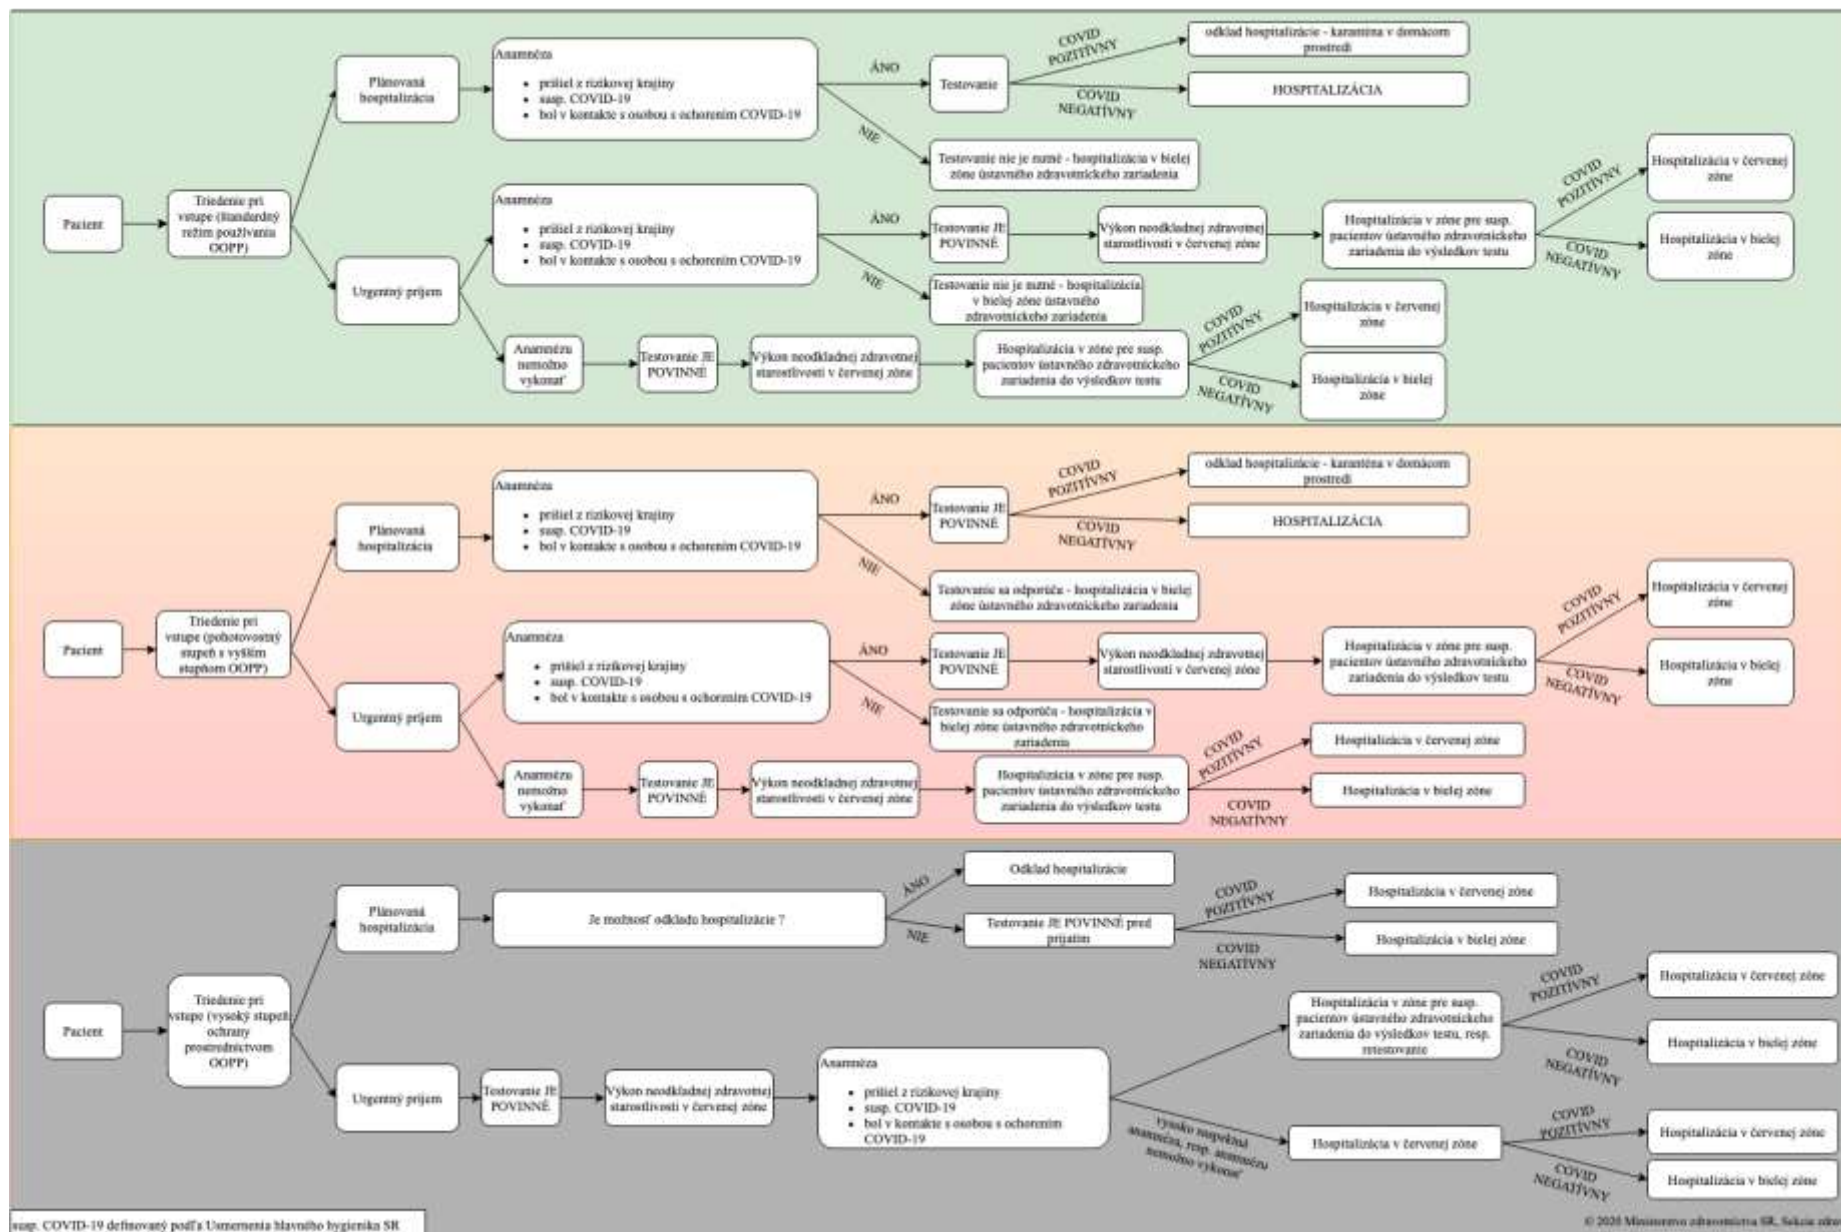 Pacient
Triedenie pri
vstupe (štandardný
režim používania
OOPP)
Plánovaná
hospitalizácia
Anamnéza
• prišiel z rizikovej krajiny
• susp. COVID-19
• bol v kontakte s osobou s ochorením COVID-19
ÁNO
Testovanie
COVID
POZITÍVNY
odklad hospitalizácie - karanténa v domácom
prostredí
COVID
NEGATÍVNY
HOSPITALIZÁCIA
NIE
Testovanie nie je nutné - hospitalizácia v bielej
zóne ústavného zdravotníckeho zariadenia
Urgentný príjem
Anamnéza
• prišiel z rizikovej krajiny
• susp. COVID-19
• bol v kontakte s osobou s ochorením COVID-19
ÁNO
Testovanie JE
POVINNÉ
Výkon neodkladnej zdravotnej
starostlivosti v červenej zóne
Hospitalizácia v zóne pre susp.
pacientov ústavného zdravotníckeho
zariadenia do výsledkov testu
COVID
POZITÍVNY
Hospitalizácia v červenej
zóne
COVID
NEGATÍVNY
Hospitalizácia v bielej
zóne
NIE
Testovanie nie je nutné - hospitalizácia
v bielej zóne ústavného
zdravotníckeho zariadenia
Anamnézu
nemožno
vykonať
Testovanie JE
POVINNÉ
Výkon neodkladnej zdravotnej
starostlivosti v červenej zóne
Hospitalizácia v zóne pre susp.
pacientov ústavného zdravotníckeho
zariadenia do výsledkov testu
COVID
POZITÍVNY
Hospitalizácia v červenej
zóne
COVID
NEGATÍVNY
Hospitalizácia v bielej
zóne
Pacient
Triedenie pri
vstupe (pohotovostný
stupeň s vyšším
stupňom OOPP)
Plánovaná
hospitalizácia
Anamnéza
• prišiel z rizikovej krajiny
• susp. COVID-19
• bol v kontakte s osobou s ochorením COVID-19
ÁNO
Testovanie JE
POVINNÉ
COVID
POZITÍVNY
odklad hospitalizácie - karanténa v domácom
prostredí
COVID
NEGATÍVNY
HOSPITALIZÁCIA
NIE
Testovanie sa odporúča - hospitalizácia v bielej
zóne ústavného zdravotníckeho zariadenia
Urgentný príjem
Anamnéza
• prišiel z rizikovej krajiny
• susp. COVID-19
• bol v kontakte s osobou s ochorením COVID-19
ÁNO
Testovanie JE
POVINNÉ
Výkon neodkladnej zdravotnej
starostlivosti v červenej zóne
Hospitalizácia v zóne pre susp.
pacientov ústavného zdravotníckeho
zariadenia do výsledkov testu
COVID
POZITÍVNY
Hospitalizácia v červenej
zóne
COVID
NEGATÍVNY
Hospitalizácia v bielej
zóne
NIE
Testovanie sa odporúča - hospitalizácia v
bielej zóne ústavného zdravotníckeho
zariadenia
Anamnézu
nemožno
vykonať
Testovanie JE
POVINNÉ
Výkon neodkladnej zdravotnej
starostlivosti v červenej zóne
Hospitalizácia v zóne pre susp.
pacientov ústavného zdravotníckeho
zariadenia do výsledkov testu
COVID
POZITÍVNY
Hospitalizácia v červenej zóne
COVID
NEGATÍVNY
Hospitalizácia v bielej zóne
Pacient
Triedenie pri
vstupe (vysoký stupeň
ochrany
prostredníctvom
OOPP)
Plánovaná
hospitalizácia
Je možnosť odkladu hospitalizácie ?
ÁNO
Odklad hospitalizácie
NIE
Testovanie JE POVINNÉ pred
prijatím
COVID
POZITÍVNY
Hospitalizácia v červenej zóne
COVID
NEGATÍVNY
Hospitalizácia v bielej zóne
Urgentný príjem
Testovanie JE
POVINNÉ
Výkon neodkladnej zdravotnej
starostlivosti v červenej zóne
Anamnéza
• prišiel z rizikovej krajiny
• susp. COVID-19
• bol v kontakte s osobou s ochorením
COVID-19
Hospitalizácia v zóne pre susp.
pacientov ústavného zdravotníckeho
zariadenia do výsledkov testu, resp.
retestovanie
COVID
POZITÍVNY
Hospitalizácia v červenej zóne
COVID
NEGATÍVNY
Hospitalizácia v bielej zóne
vysoko suspektná
anamnéza, resp. anamnézu
nemožno vykonať
Hospitalizácia v červenej zóne
COVID
POZITÍVNY
Hospitalizácia v červenej zóne
COVID
NEGATÍVNY
Hospitalizácia v bielej zóne
susp. COVID-19 definovaný podľa Usmernenia hlavného hygienika SR
© 2020 Ministerstvo zdravotníctva SR, Sekcia